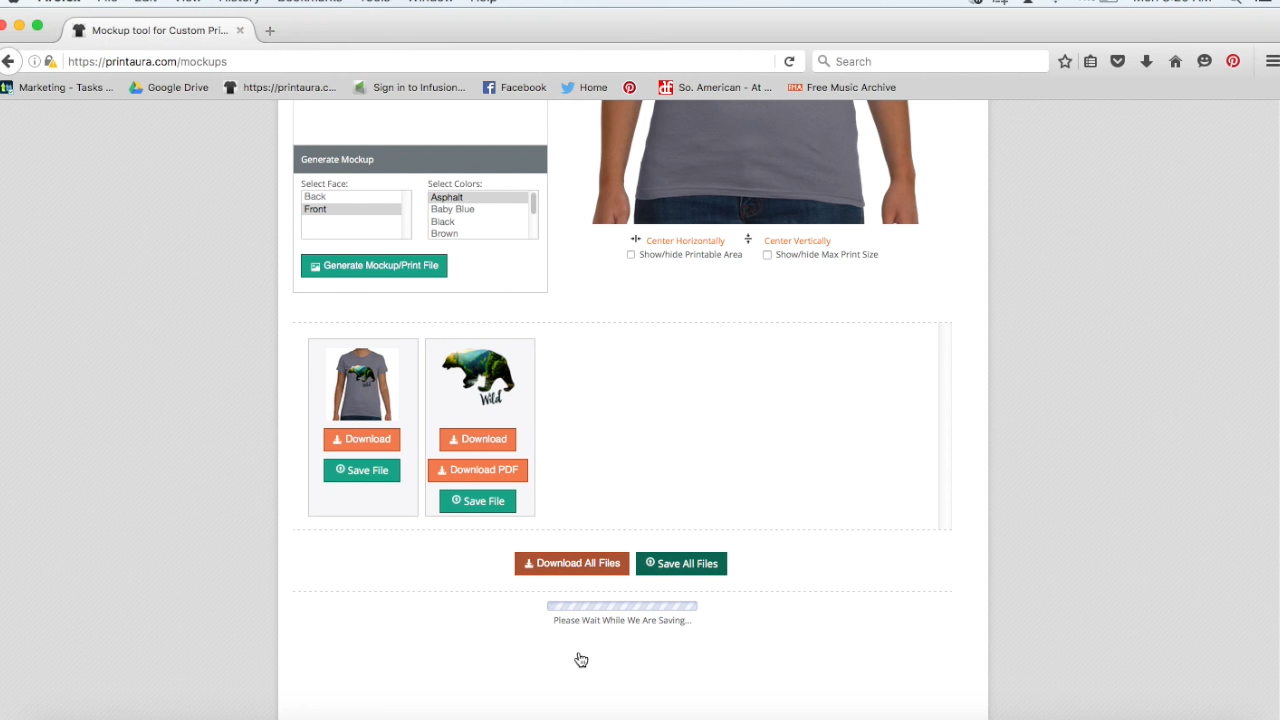 Mockup tool for Custom Pri...
https://printaura.com/mockups
Search
Marketing - Tasks ...
Google Drive
https://printaura.c...
Sign in to Infusion...
Facebook
Home
So. American - At ...
Free Music Archive
Generate Mockup
Select Face:
Select Colors:
Back
Front
Asphalt
Baby Blue
Black
Brown
Generate Mockup/Print File
Center Horizontally
Center Vertically
Show/hide Printable Area
Show/hide Max Print Size
Wild
Download
Save File
Download
Download PDF
Save File
Download All Files
Save All Files
Please Wait While We Are Saving...